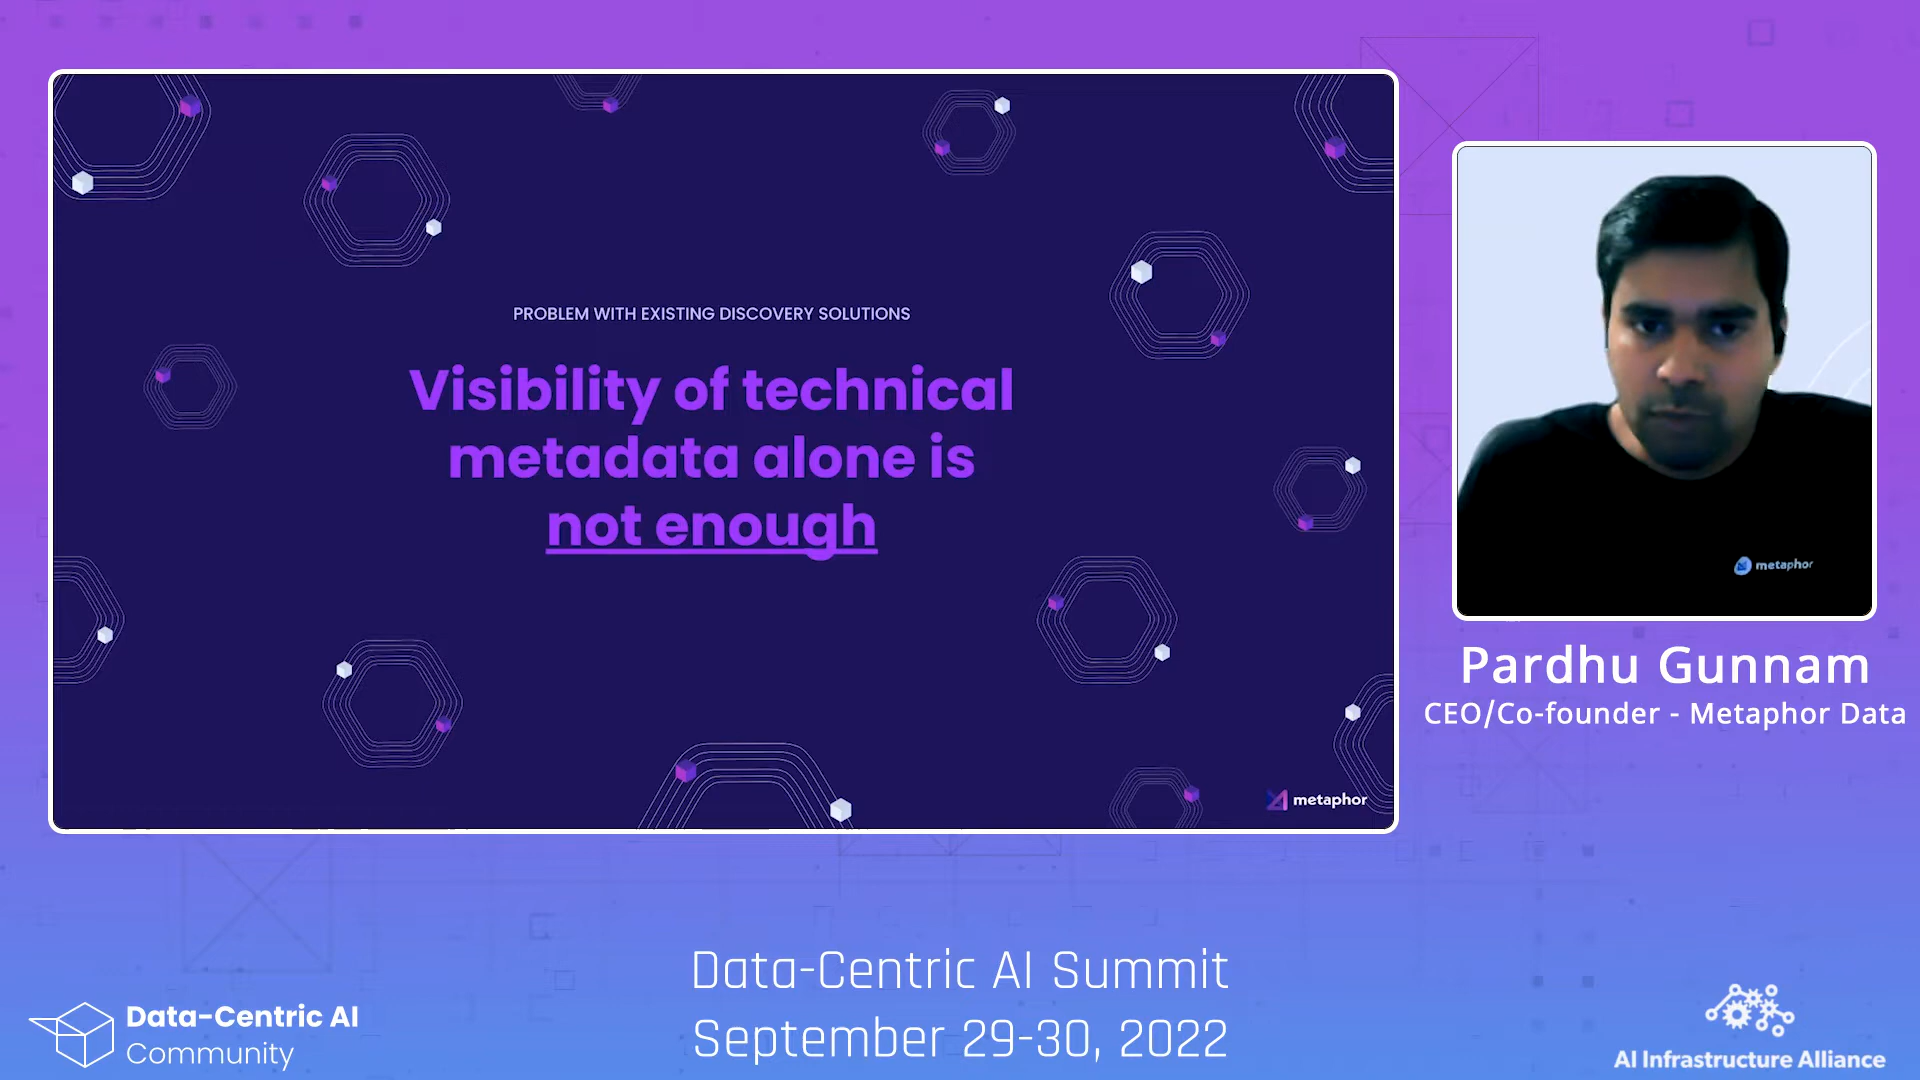 PROBLEM WITH EXISTING DISCOVERY SOLUTIONS
Visibility of technical
metadata alone is
not enough
metaphor
metaphor
Pardhu Gunnam
CEO/Co-founder - Metaphor Data
Data-Centric AI
Community
Data-Centric AI Summit
September 29-30, 2022
AI Infrastructure Alliance